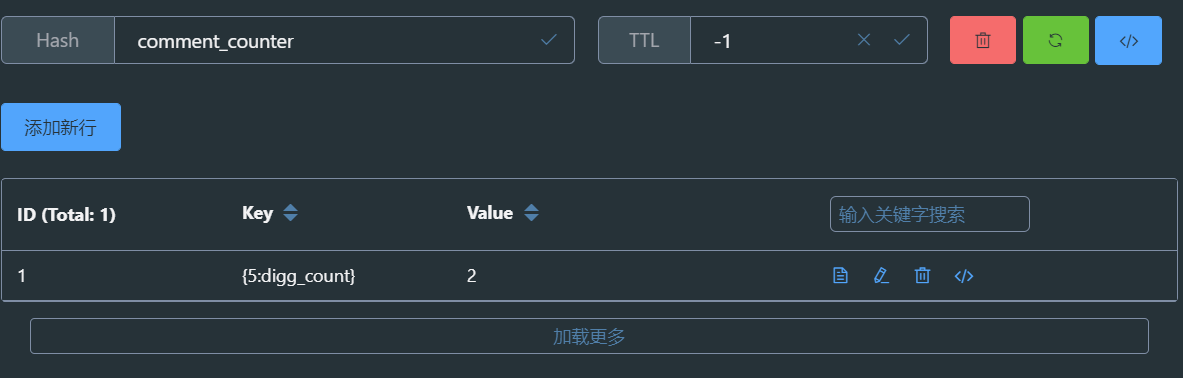 Hash comment_counter TTL -1
添加新行
ID (Total: 1) Key Value 输入关键字搜索
1 {5:digg_count} 2
加载更多